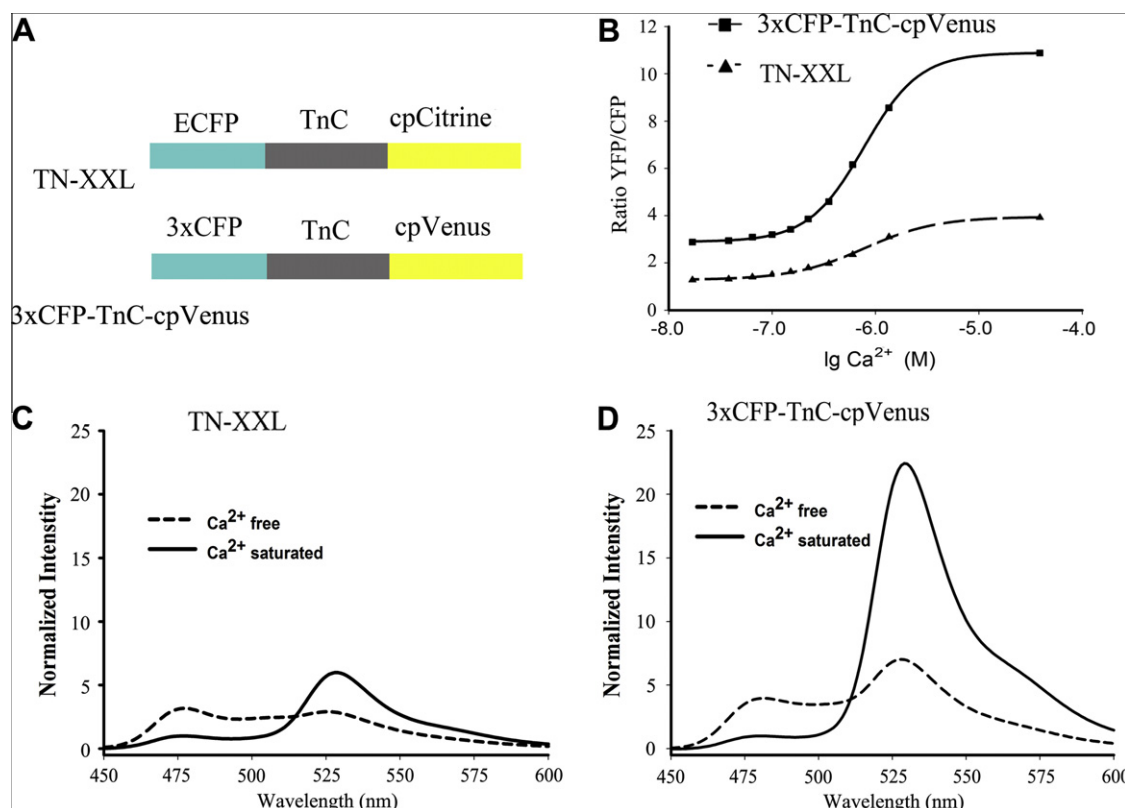 A
ECFP TnC cpCitrine
TN-XXL
3xCFP TnC cpVenus
3xCFP-TnC-cpVenus
B
3xCFP-TnC-cpVenus
TN-XXL
Ratio YFP/CFP
12
10
8
6
4
2
0
-8.0 -7.0 -6.0 -5.0 -4.0
lg Ca2+ (M)
C
TN-XXL
Normalized Intenstity
25
20
15
10
5
0
Ca2+ free
Ca2+ saturated
450 475 500 525 550 575 600
Wavelength (nm)
D
3xCFP-TnC-cpVenus
Normalized Intenstity
25
20
15
10
5
0
Ca2+ free
Ca2+ saturated
450 475 500 525 550 575 600
Wavelength (nm)